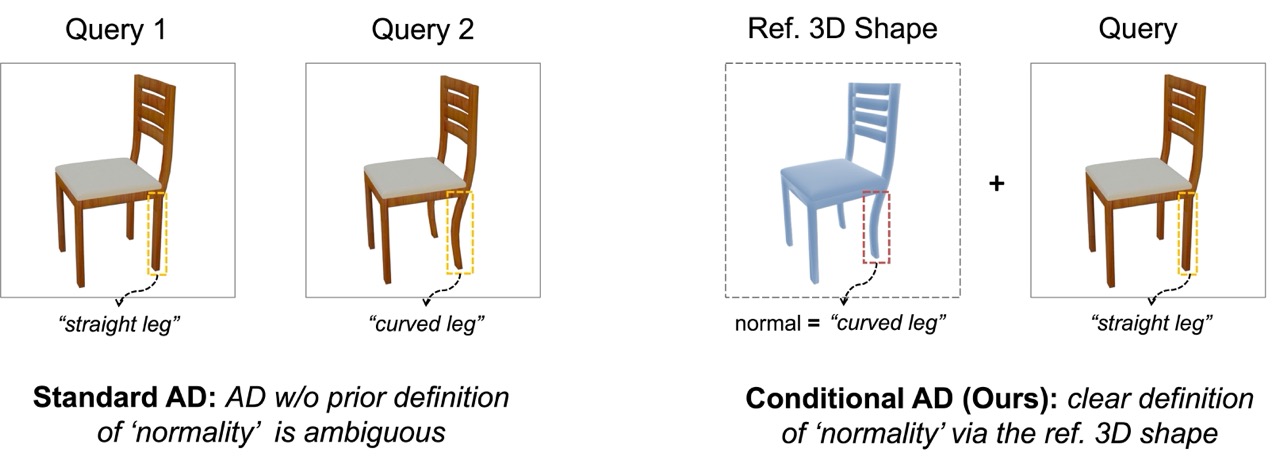 Query 1
Query 2
Ref. 3D Shape
Query
+
“straight leg”
“curved leg”
normal = “curved leg”
“straight leg”
Standard AD: AD w/o prior definition
of ‘normality’ is ambiguous
Conditional AD (Ours): clear definition
of ‘normality’ via the ref. 3D shape